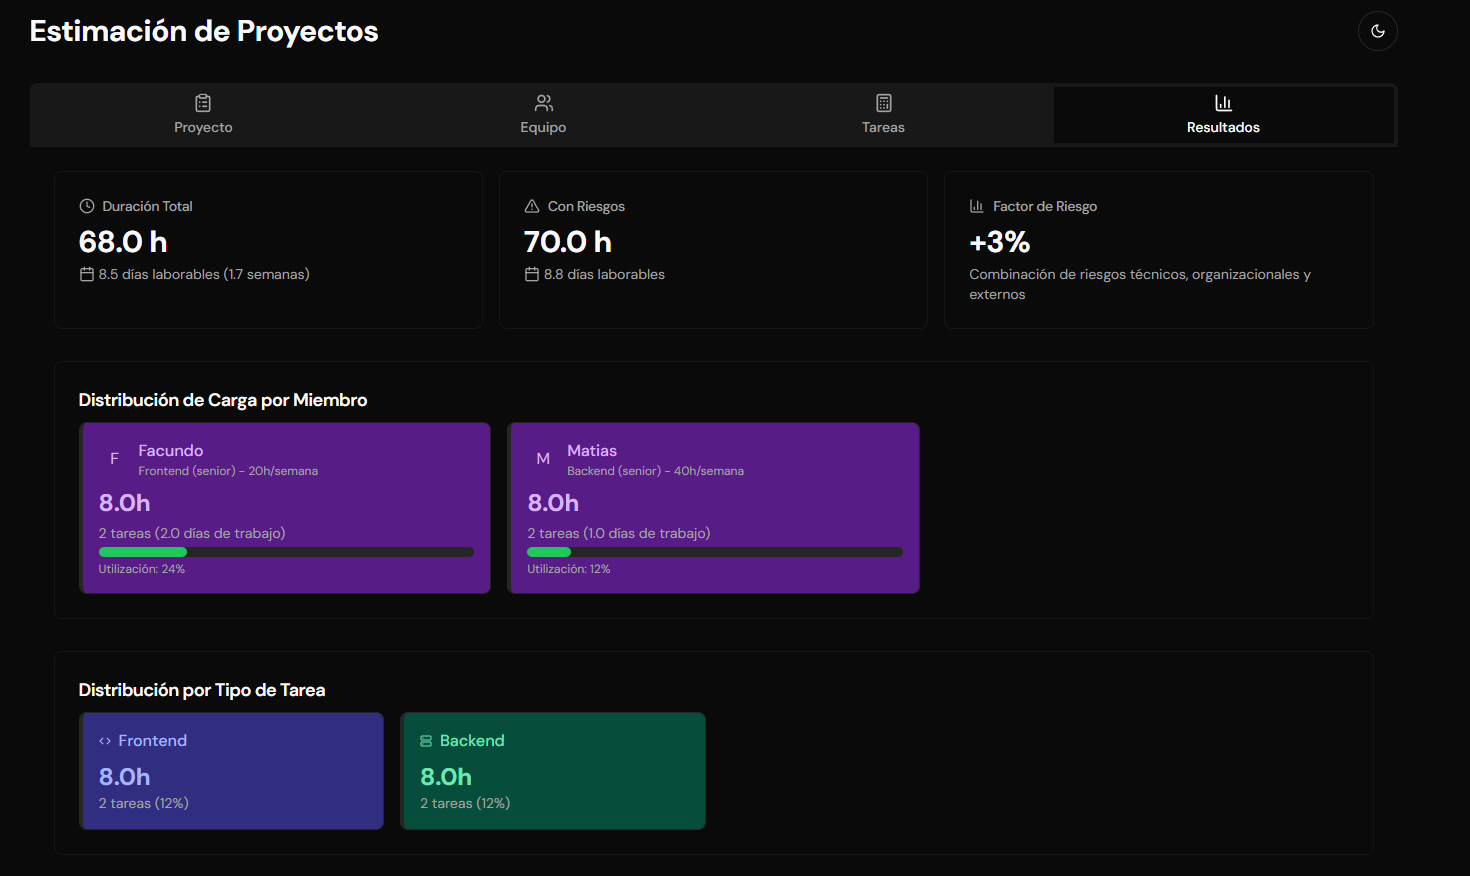 Estimación de Proyectos
Proyecto
Equipo
Tareas
Resultados
Duración Total
68.0 h
8.5 días laborables (1.7 semanas)
Con Riesgos
70.0 h
8.8 días laborables
Factor de Riesgo
+3%
Combinación de riesgos técnicos, organizacionales y
externos
Distribución de Carga por Miembro
F
Facundo
Frontend (senior) - 20h/semana
8.0h
2 tareas (2.0 días de trabajo)
Utilización: 24%
M
Matias
Backend (senior) - 40h/semana
8.0h
2 tareas (1.0 días de trabajo)
Utilización: 12%
Distribución por Tipo de Tarea
Frontend
8.0h
2 tareas (12%)
Backend
8.0h
2 tareas (12%)